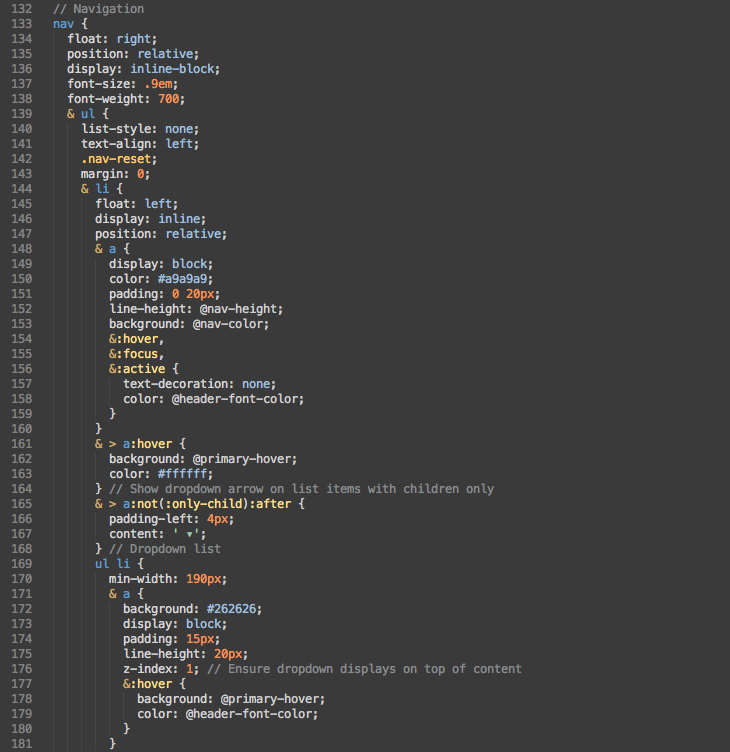 132 // Navigation
133 nav {
134   float: right;
135   position: relative;
136   display: inline-block;
137   font-size: .9em;
138   font-weight: 700;
139   & ul {
140     list-style: none;
141     text-align: left;
142     .nav-reset;
143     margin: 0;
144     & li {
145       float: left;
146       display: inline;
147       position: relative;
148       & a {
149         display: block;
150         color: #a9a9a9;
151         padding: 0 20px;
152         line-height: @nav-height;
153         background: @nav-color;
154         &:hover,
155         &:focus,
156         &:active {
157           text-decoration: none;
158           color: @header-font-color;
159         }
160       }
161       & > a:hover {
162         background: @primary-hover;
163         color: #ffffff;
164       } // Show dropdown arrow on list items with children only
165       & > a:not(:only-child):after {
166         padding-left: 4px;
167         content: ' ▾';
168       } // Dropdown list
169       ul li {
170         min-width: 190px;
171         & a {
172           background: #262626;
173           display: block;
174           padding: 15px;
175           line-height: 20px;
176           z-index: 1; // Ensure dropdown displays on top of content
177           &:hover {
178             background: @primary-hover;
179             color: @header-font-color;
180           }
181         }